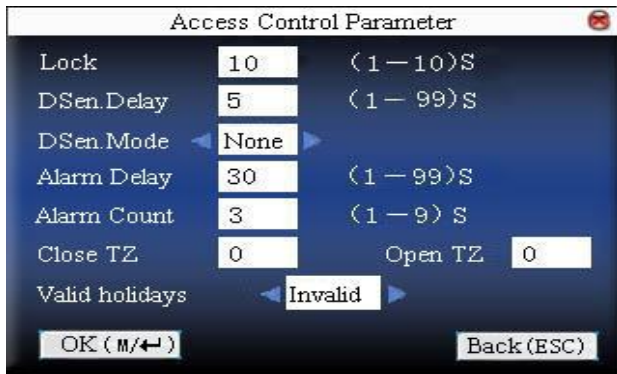 Access Control Parameter
Lock 10 (1—10)S
DSen.Delay 5 (1— 99)S
DSen.Mode None
Alarm Delay 30 (1—99)S
Alarm Count 3 (1—9) S
Close TZ 0 Open TZ 0
Valid holidays Invalid
OK(M/↵) Back(ESC)